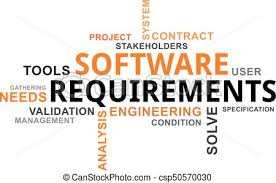 SYSTEM
PROJECT
CONTRACT
STAKEHOLDERS
TOOLS
SOFTWARE
USER
GATHERING
NEEDS
REQUIREMENTS
VALIDATION
ENGINEERING
SPECIFICATION
MANAGEMENT
CONDITION
ANALYSIS
SOLVE
© Can Stock Photo - csp50570030